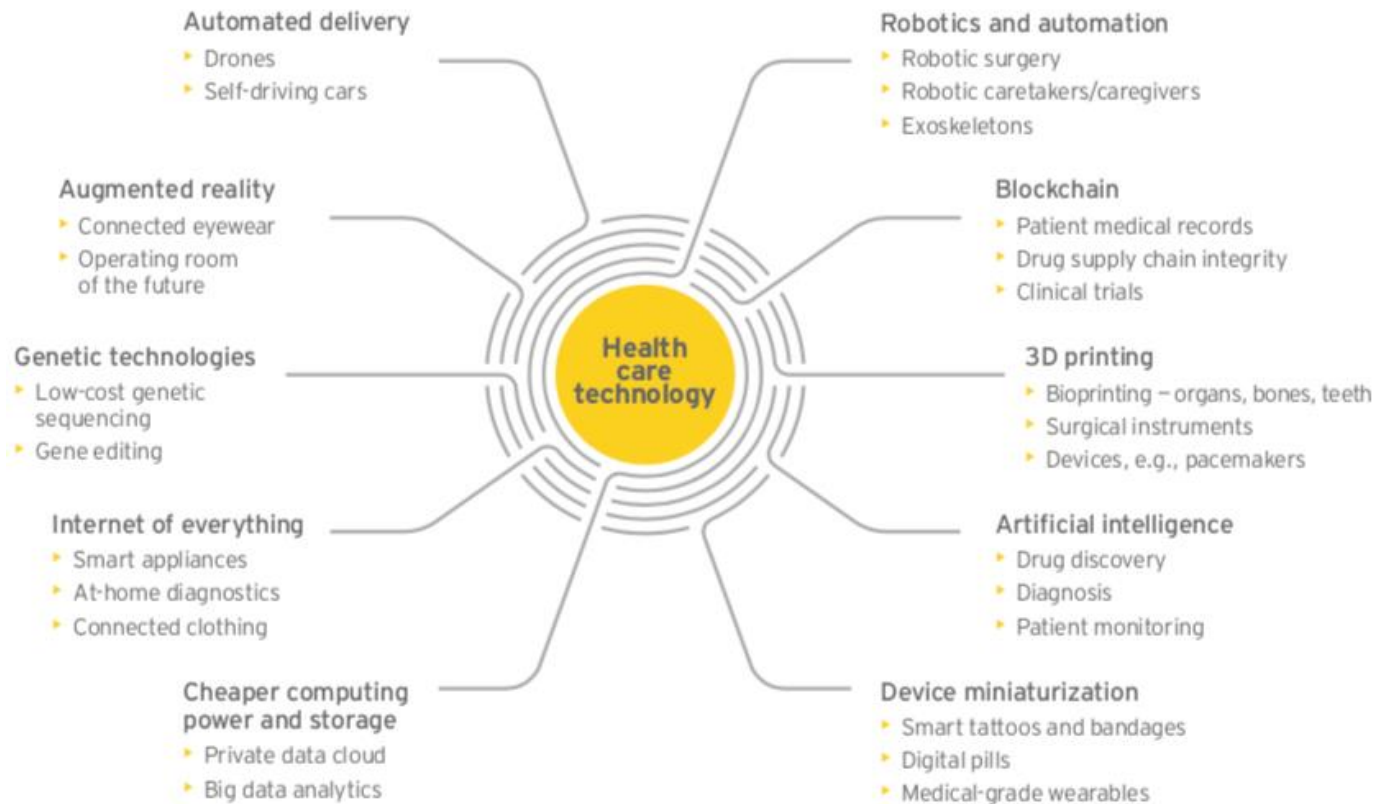 Automated delivery
Drones
Self-driving cars
Augmented reality
Connected eyewear
Operating room
of the future
Genetic technologies
Low-cost genetic
sequencing
Gene editing
Internet of everything
Smart appliances
At-home diagnostics
Connected clothing
Cheaper computing
power and storage
Private data cloud
Big data analytics
Health
care
technology
Robotics and automation
Robotic surgery
Robotic caretakers/caregivers
Exoskeletons
Blockchain
Patient medical records
Drug supply chain integrity
Clinical trials
3D printing
Bioprinting – organs, bones, teeth
Surgical instruments
Devices, e.g., pacemakers
Artificial intelligence
Drug discovery
Diagnosis
Patient monitoring
Device miniaturization
Smart tattoos and bandages
Digital pills
Medical-grade wearables